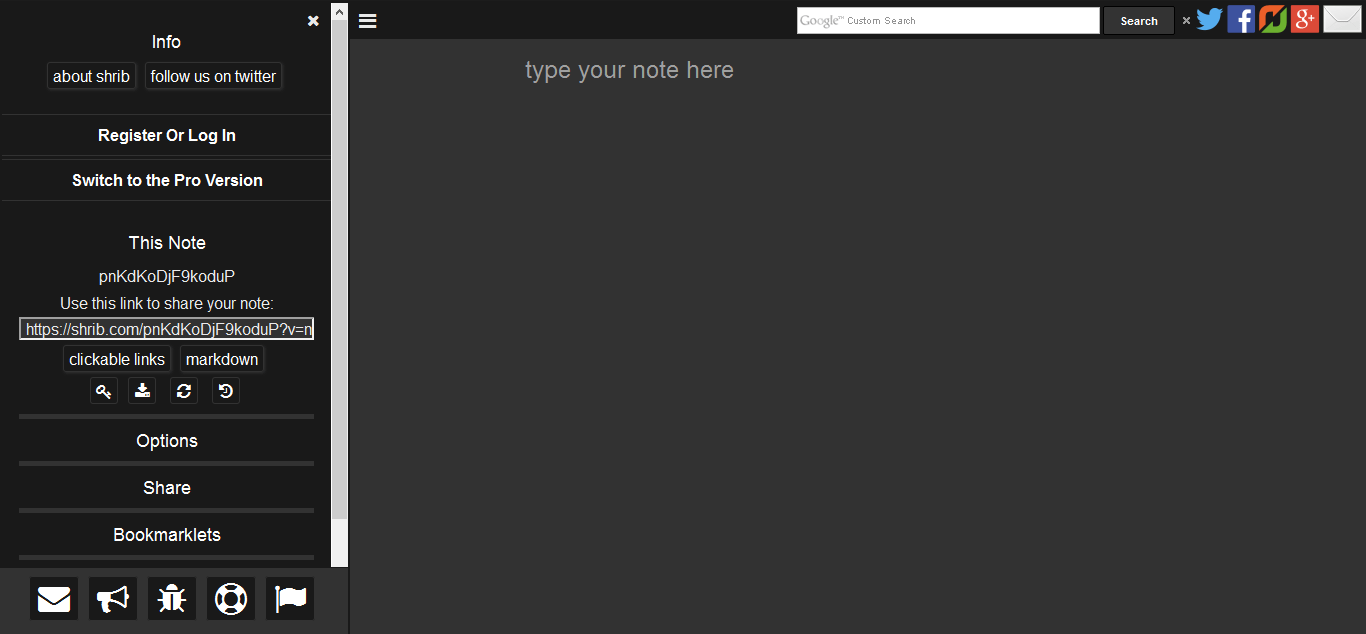 Info
about shrib follow us on twitter
Register Or Log In
Switch to the Pro Version
This Note
pnKdKoDjF9koduP
Use this link to share your note:
https://shrib.com/pnKdKoDjF9koduP?v=n
clickable links markdown
Options
Share
Bookmarklets
Google™ Custom Search Search
type your note here